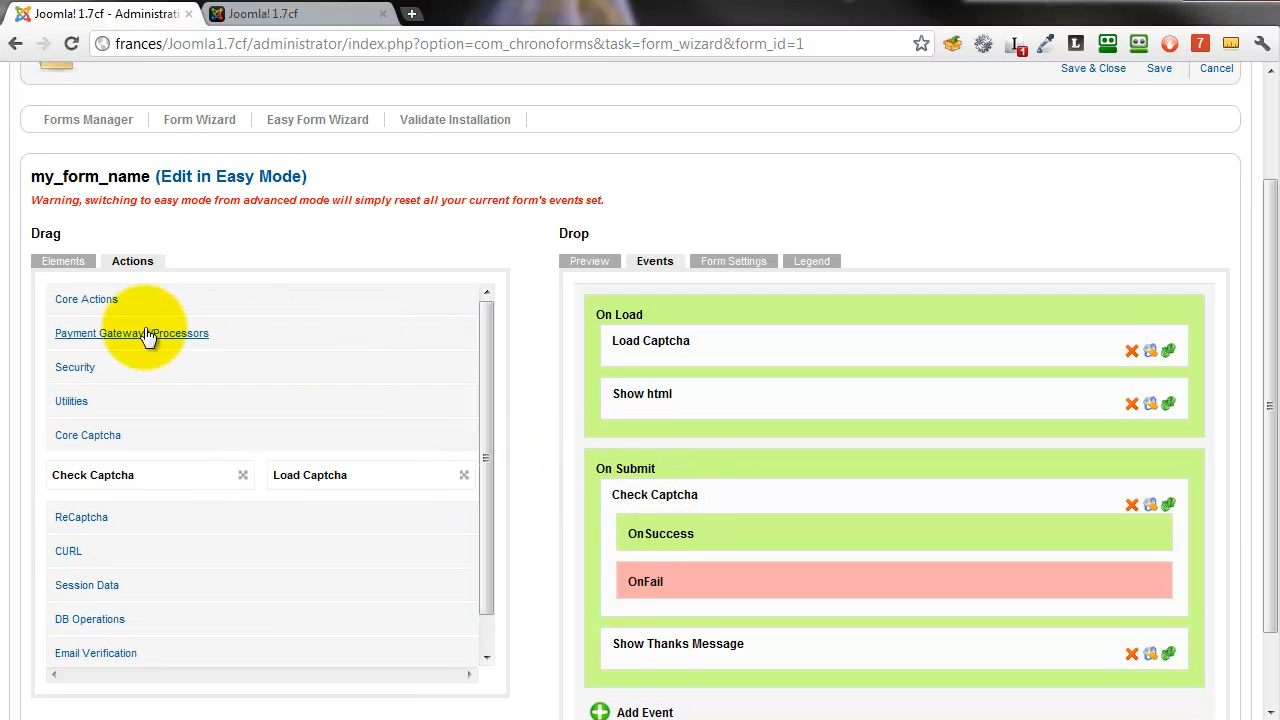 Joomla! 1.7cf - Administrati
Joomla! 1.7cf
frances/Joomla1.7cf/administrator/index.php?option=com_chronoforms&task=form_wizard&form_id=1
1
7
Save & Close
Save
Cancel
Forms Manager
Form Wizard
Easy Form Wizard
Validate Installation
my_form_name (Edit in Easy Mode)
Warning, switching to easy mode from advanced mode will simply reset all your current form's events set.
Drag
Elements
Actions
Core Actions
Payment Gateway Processors
Security
Utilities
Core Captcha
Check Captcha
Load Captcha
ReCaptcha
CURL
Session Data
DB Operations
Email Verification
Drop
Preview
Events
Form Settings
Legend
On Load
Load Captcha
Show html
On Submit
Check Captcha
OnSuccess
OnFail
Show Thanks Message
Add Event